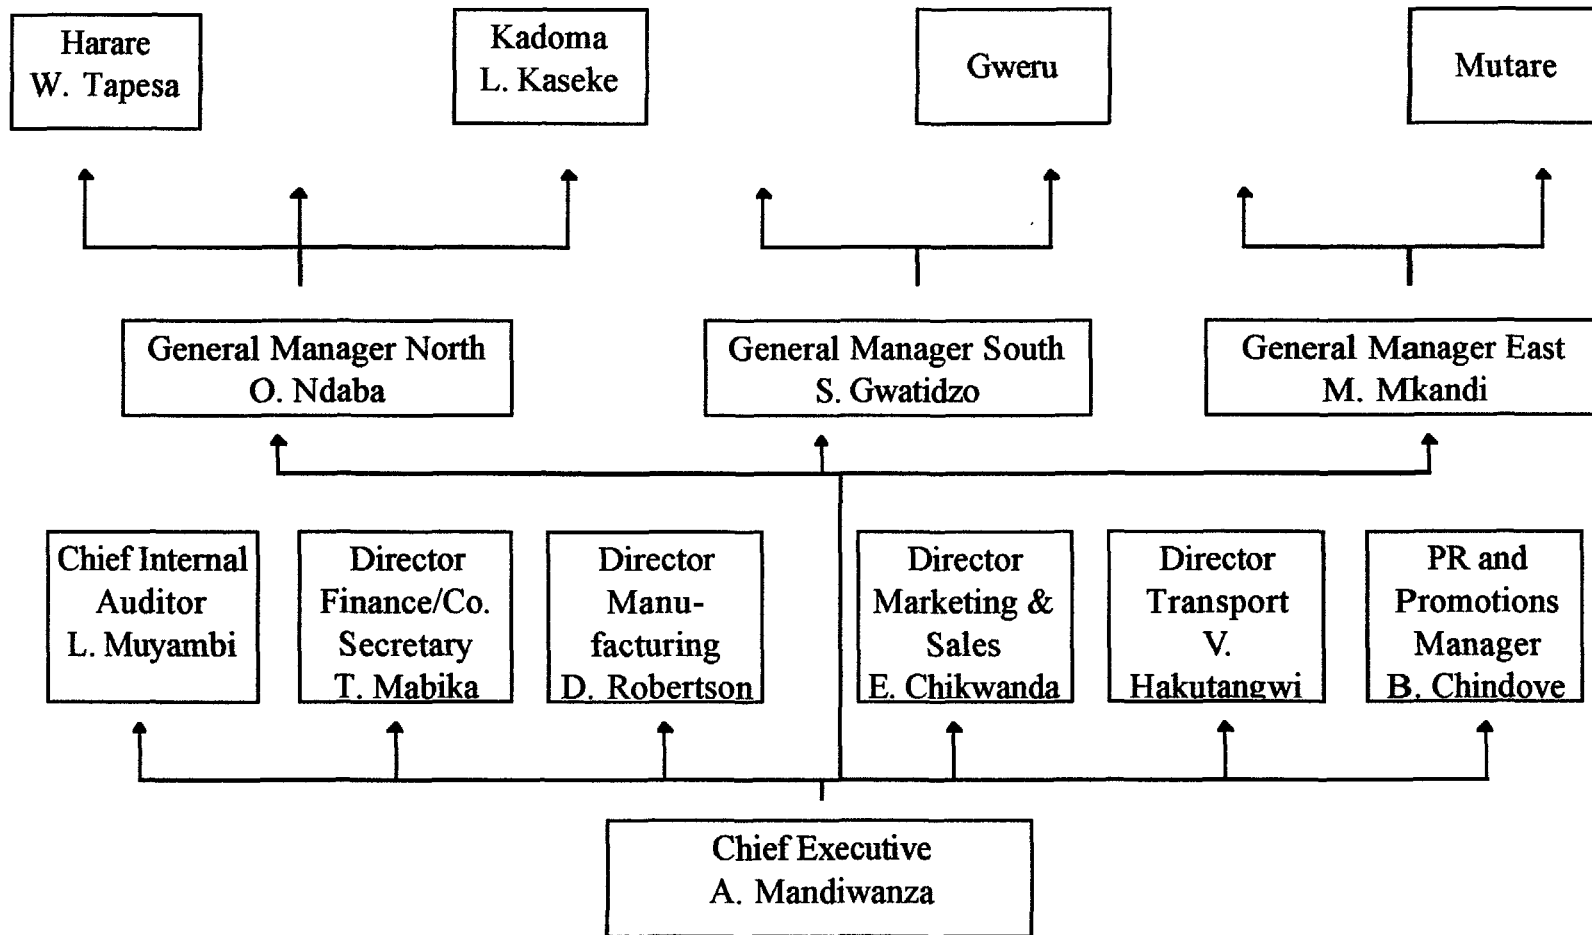 Harare
W. Tapesa
Kadoma
L. Kaseke
Gweru
Mutare
General Manager North
O. Ndaba
General Manager South
S. Gwatidzo
General Manager East
M. Mkandi
Chief Internal
Auditor
L. Muyambi
Director
Finance/Co.
Secretary
T. Mabika
Director
Manu-
facturing
D. Robertson
Director
Marketing &
Sales
E. Chikwanda
Director
Transport
V.
Hakutangwi
PR and
Promotions
Manager
B. Chindove
Chief Executive
A. Mandiwanza